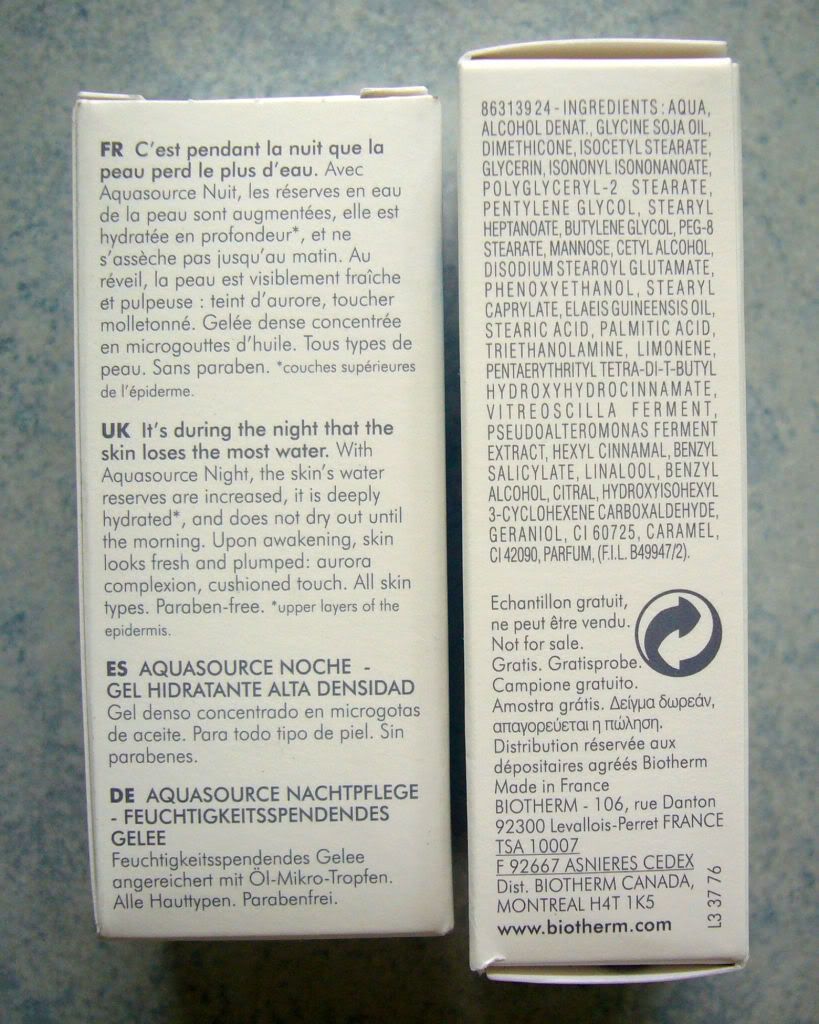 FR C'est pendant la nuit que la
peau perd le plus d'eau. Avec
Aquasource Nuit, les réserves en eau
de la peau sont augmentées, elle est
hydratée en profondeur*, et ne
s'assèche pas jusqu'au matin. Au
réveil, la peau est visiblement fraîche
et pulpeuse : teint d'aurore, toucher
molletonné. Gelée dense concentrée
en microgouttes d'huile. Tous types de
peau. Sans paraben. *couches supérieures
de l'épiderme.
UK It's during the night that the
skin loses the most water. With
Aquasource Night, the skin's water
reserves are increased, it is deeply
hydrated*, and does not dry out until
the morning. Upon awakening, skin
looks fresh and plumped: aurora
complexion, cushioned touch. All skin
types. Paraben-free. *upper layers of the
epidermis.
ES AQUASOURCE NOCHE -
GEL HIDRATANTE ALTA DENSIDAD
Gel denso concentrado en microgotas
de aceite. Para todo tipo de piel. Sin
parabenes.
DE AQUASOURCE NACHTPFLEGE
- FEUCHTIGKEITSSPENDENDES
GELEE
Feuchtigkeitsspendendes Gelee
angereichert mit Öl-Mikro-Tropfen.
Alle Hauttypen. Parabenfrei.
8631392 4 - INGREDIENTS : AQUA,
ALCOHOL DENAT., GLYCINE SOJA OIL,
DIMETHICONE, ISOCETYL STEARATE,
GLYCERIN, ISONONYL ISONONANOATE,
POLYGLYCERYL-2 STEARATE,
PENTYLENE GLYCOL, STEARYL
HEPTANOATE, BUTYLENE GLYCOL, PEG-8
STEARATE, MANNOSE, CETYL ALCOHOL,
DISODIUM STEAROYL GLUTAMATE,
PHENOXYETHANOL, STEARYL
CAPRYLATE, ELAEIS GUINEENSIS OIL,
STEARIC ACID, PALMITIC ACID,
TRIETHANOLAMINE, LIMONENE,
PENTAERYTHRITYL TETRA-DI-T-BUTYL
HYDROXYHYDROCINNAMATE,
VITREOSCILLA FERMENT,
PSEUDOALTEROMONAS FERMENT
EXTRACT, HEXYL CINNAMAL, BENZYL
SALICYLATE, LINALOOL, BENZYL
ALCOHOL, CITRAL, HYDROXYISOHEXYL
3-CYCLOHEXENE CARBOXALDEHYDE,
GERANIOL, CI 60725, CARAMEL,
CI 42090, PARFUM, (F.I.L. B49947/2).
Echantillon gratuit,
ne peut être vendu.
Not for sale.
Gratis. Gratisprobe.
Campione gratuito.
Amostra grátis. Δείγμα δωρεάν,
απαγορεύεται η πώληση.
Distribution réservée aux
dépositaires agréés Biotherm
Made in France
BIOTHERM - 106, rue Danton
92300 Levallois-Perret FRANCE
TSA 10007
F 92667 ASNIERES CEDEX
Dist. BIOTHERM CANADA,
MONTREAL H4T 1K5
www.biotherm.com
L3 37 76